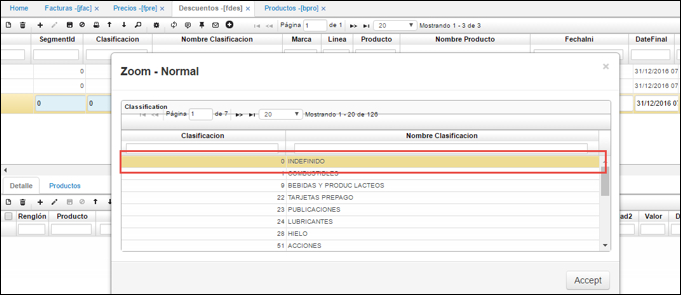 Home Facturas -[jfac] × Precios -[fpre] × Descuentos -[fdes] × Productos -[bpro] ×
Página 1 de 1 20 Mostrando 1 - 3 de 3
SegmentId Clasificacion Nombre Clasificacion Marca Linea Producto Nombre Producto FechaIni DateFinal
0 31/12/2016 07
0 31/12/2016 07
0 0 31/12/2016 07
Zoom - Normal ×
Classification
Página 1 de 7 20 Mostrando 1 - 20 de 126
Clasificacion Nombre Clasificacion
0 INDEFINIDO
1 COMBUSTIBLES
9 BEBIDAS Y PRODUC LACTEOS
22 TARJETAS PREPAGO
23 PUBLICACIONES
24 LUBRICANTES
28 HIELO
51 ACCIONES
Detalle Productos
Renglón Producto ad2 Valor D
Accept